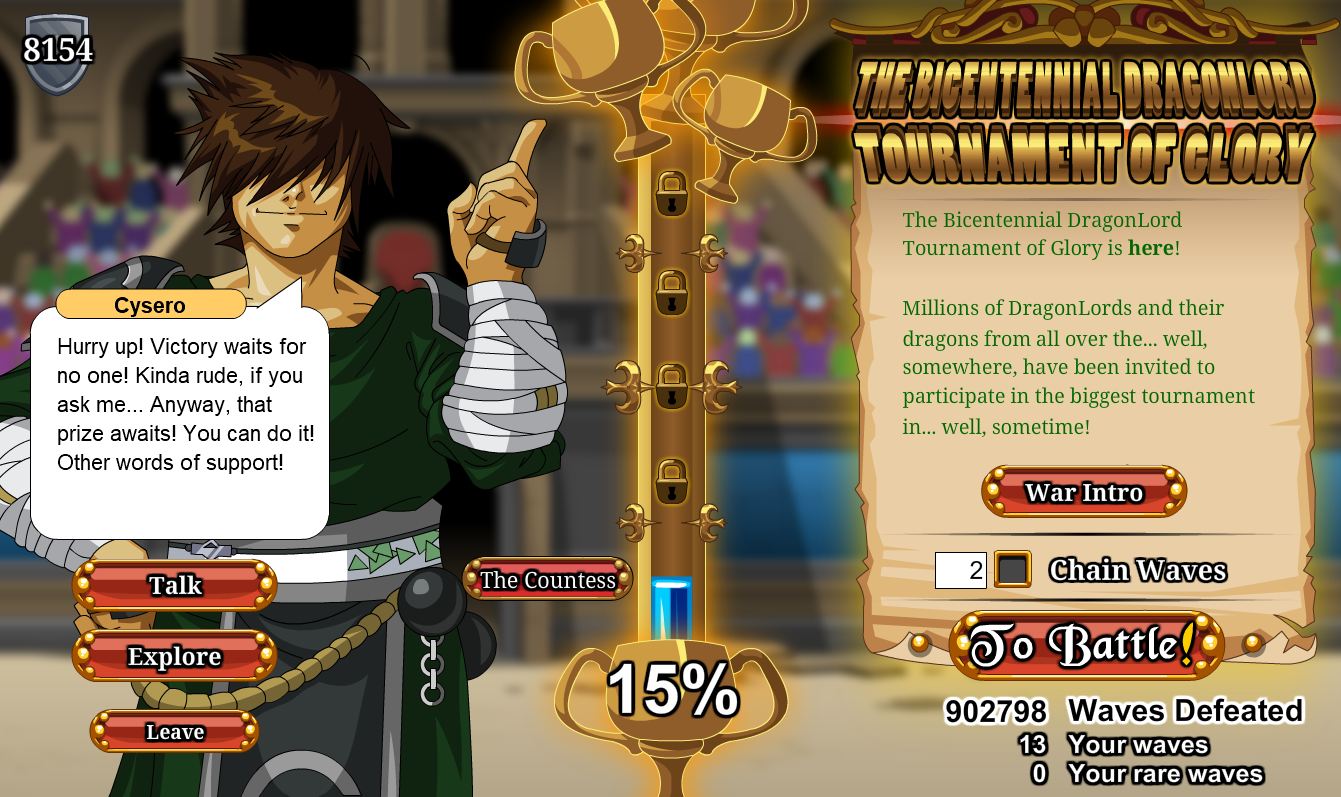 8154
Cysero
Hurry up! Victory waits for
no one! Kinda rude, if you
ask me... Anyway, that
prize awaits! You can do it!
Other words of support!
Talk
Explore
Leave
The Countess
15%
THE BICENTENNIAL DRAGONLORD
TOURNAMENT OF GLORY
The Bicentennial DragonLord
Tournament of Glory is here!
Millions of DragonLords and their
dragons from all over the... well,
somewhere, have been invited to
participate in the biggest tournament
in... well, sometime!
War Intro
2 Chain Waves
To Battle!
902798 Waves Defeated
13 Your waves
0 Your rare waves